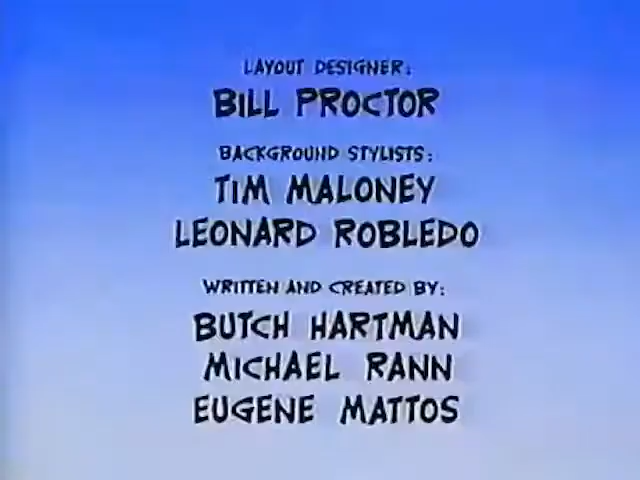 LAYOUT DESIGNER:
BILL PROCTOR
BACKGROUND STYLISTS:
TIM MALONEY
LEONARD ROBLEDO
WRITTEN AND CREATED BY:
BUTCH HARTMAN
MICHAEL RANN
EUGENE MATTOS